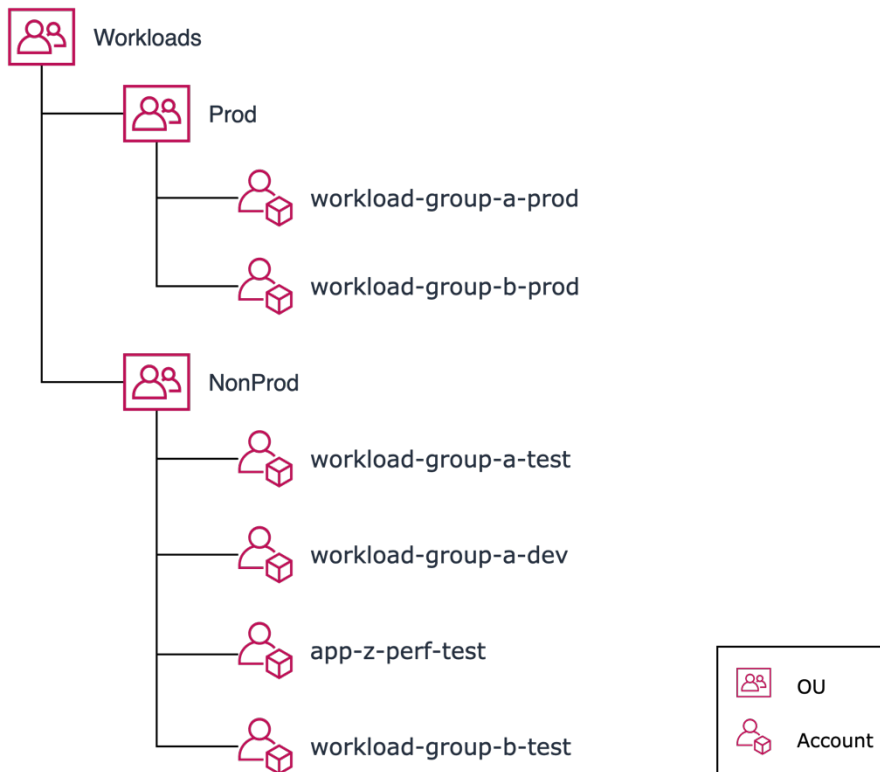 Workloads
Prod
workload-group-a-prod
workload-group-b-prod
NonProd
workload-group-a-test
workload-group-a-dev
app-z-perf-test
workload-group-b-test
OU
Account